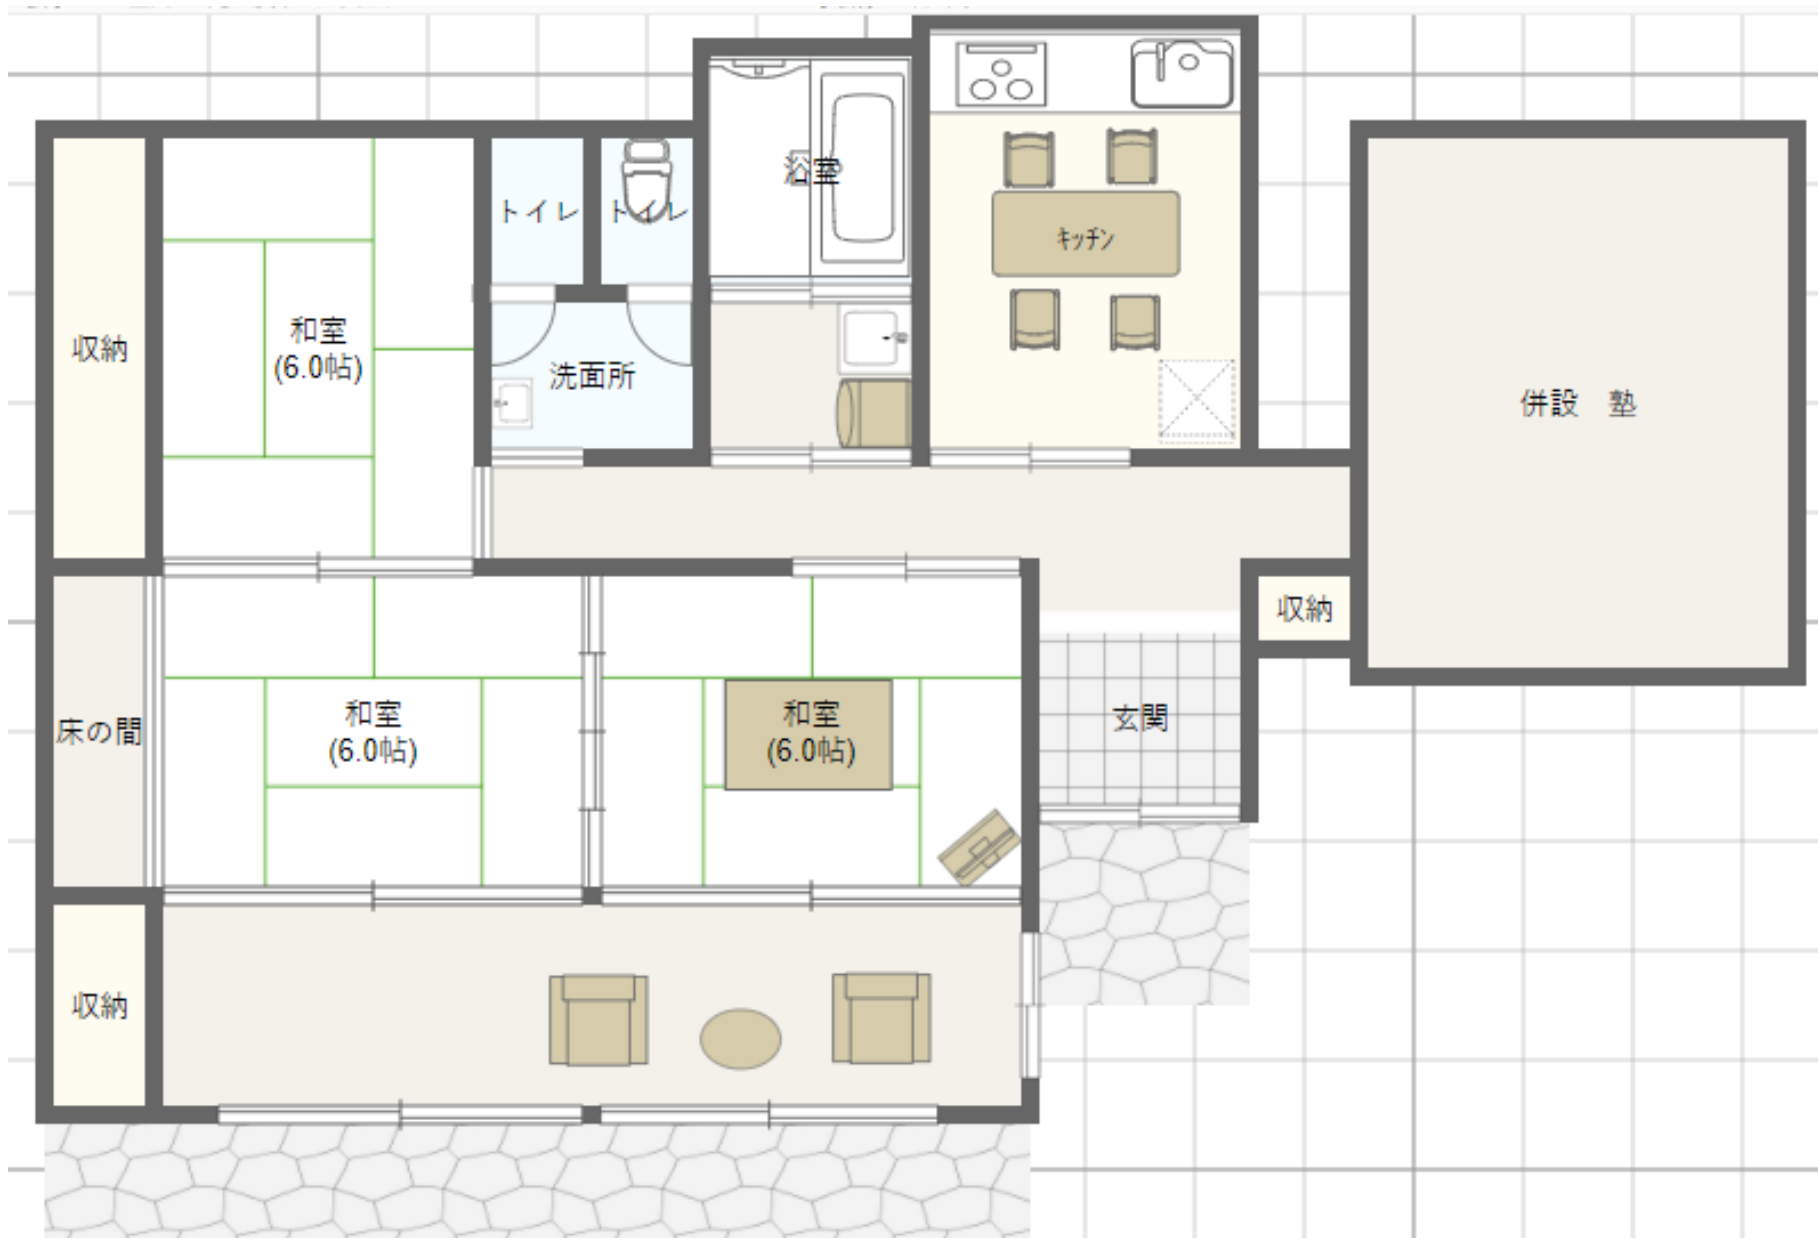 浴室
トイレ
トイレ
キッチン
和室
(6.0帖)
収納
洗面所
併設 塾
収納
和室
(6.0帖)
和室
(6.0帖)
床の間
玄関
収納